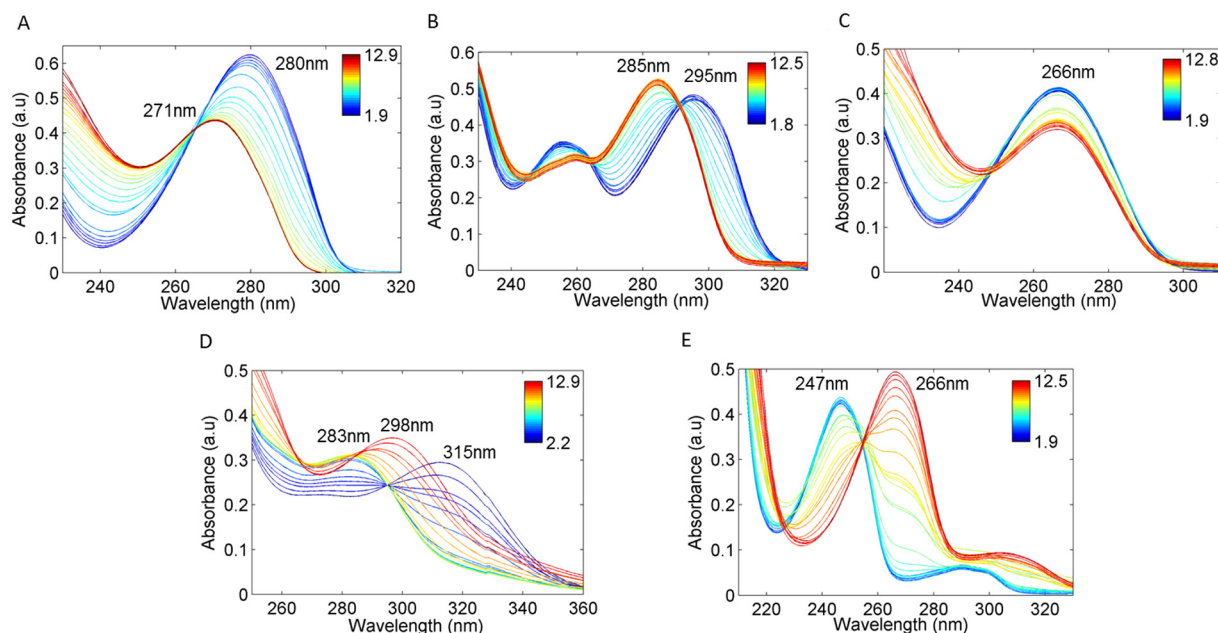 A
280nm
271nm
12.9
1.9
Absorbance (a.u)
0.6
0.5
0.4
0.3
0.2
0.1
0
240 260 280 300 320
Wavelength (nm)
B
285nm
295nm
12.5
1.8
Absorbance (a.u)
0.6
0.5
0.4
0.3
0.2
0.1
0
240 260 280 300 320
Wavelength (nm)
C
266nm
12.8
1.9
Absorbance (a.u)
0.5
0.4
0.3
0.2
0.1
0
240 260 280 300
Wavelength (nm)
D
283nm
298nm
315nm
12.9
2.2
Absorbance (a.u)
0.5
0.4
0.3
0.2
0.1
0
260 280 300 320 340 360
Wavelength (nm)
E
247nm
266nm
12.5
1.9
Absorbance (a.u)
0.5
0.4
0.3
0.2
0.1
0
220 240 260 280 300 320
Wavelength (nm)